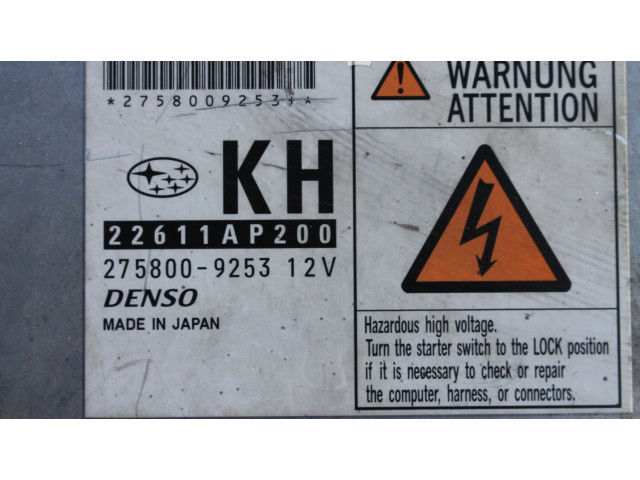 *2758009253+*
KH
22611AP200
275800-9253 12V
DENSO
MADE IN JAPAN
WARNUNG
ATTENTION
Hazardous high voltage.
Turn the starter switch to the LOCK position
if it is necessary to check or repair
the computer, harness, or connectors.